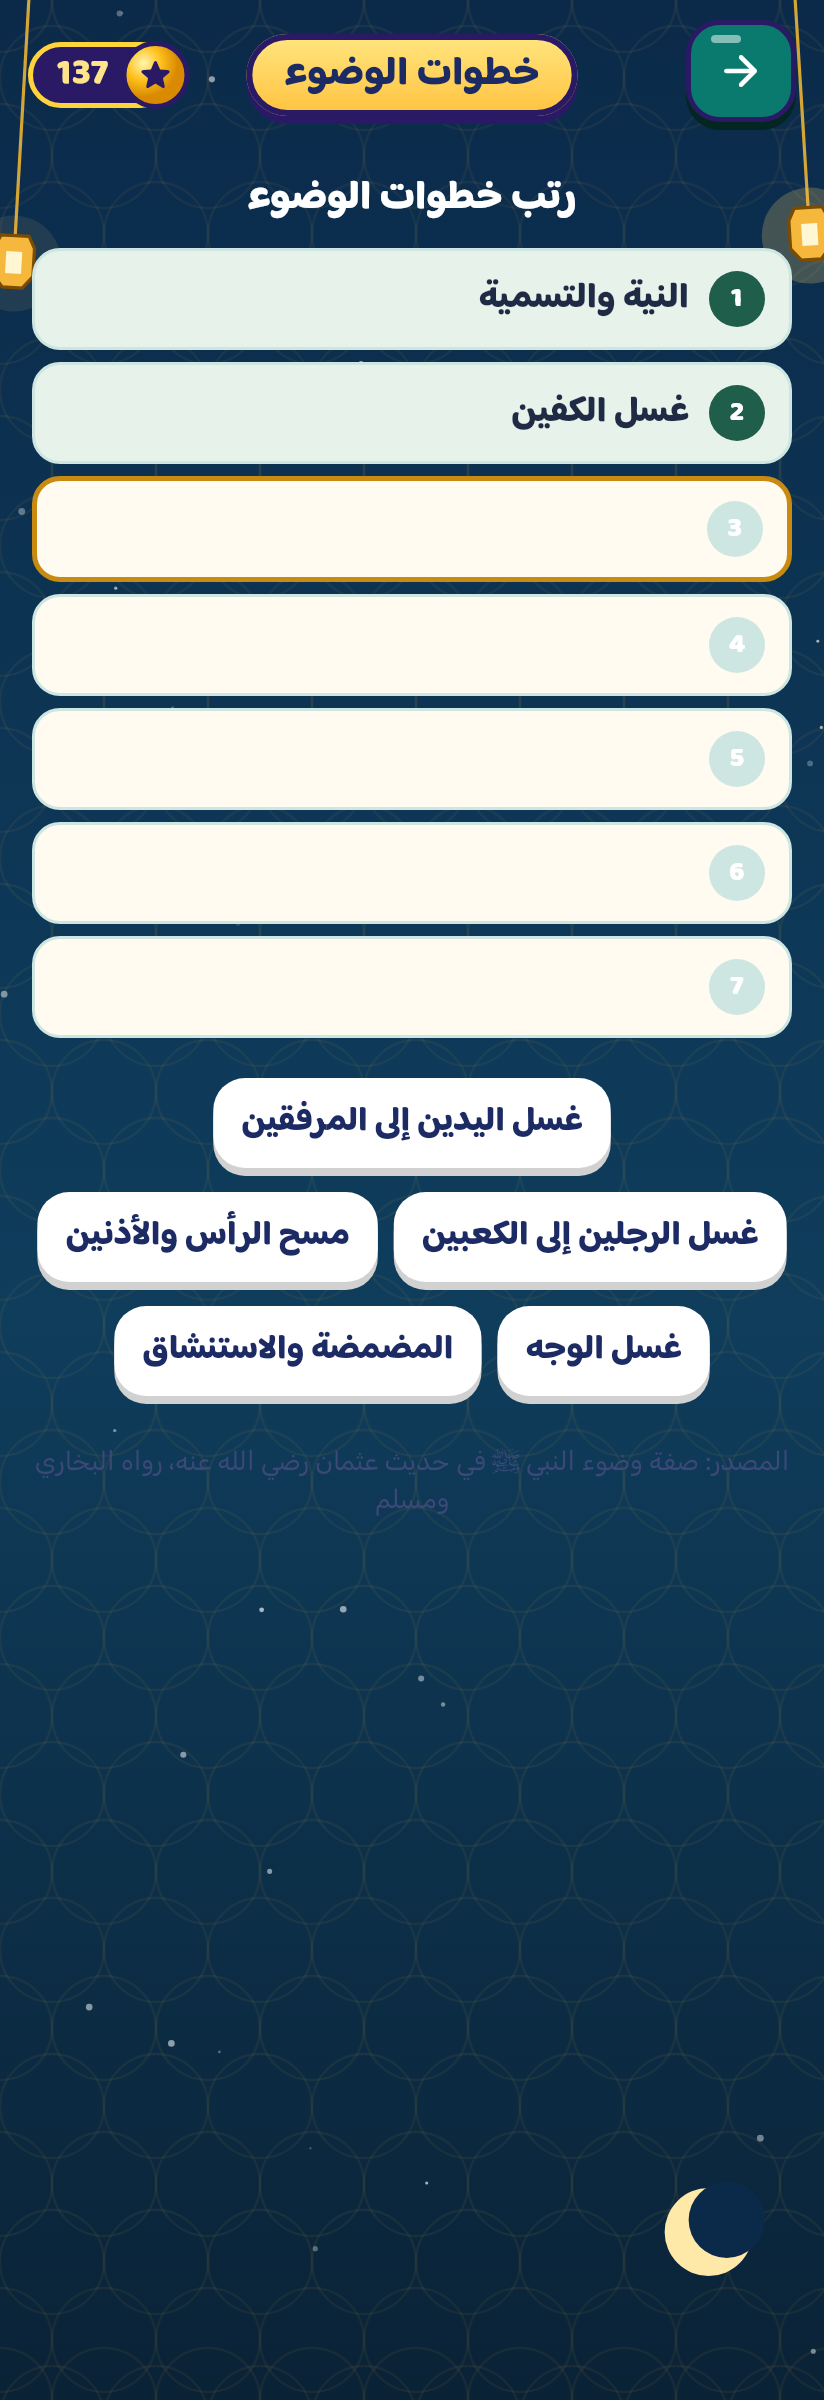 خطوات الوضوء
137
رتب خطوات الوضوء
1 النية والتسمية
2 غسل الكفين
3
4
5
6
7
غسل اليدين إلى المرفقين
غسل الرجلين إلى الكعبين
مسح الرأس والأذنين
غسل الوجه
المضمضة والاستنشاق
المصدر: صفة وضوء النبي ﷺ في حديث عثمان رضي الله عنه، رواه البخاري
ومسلم